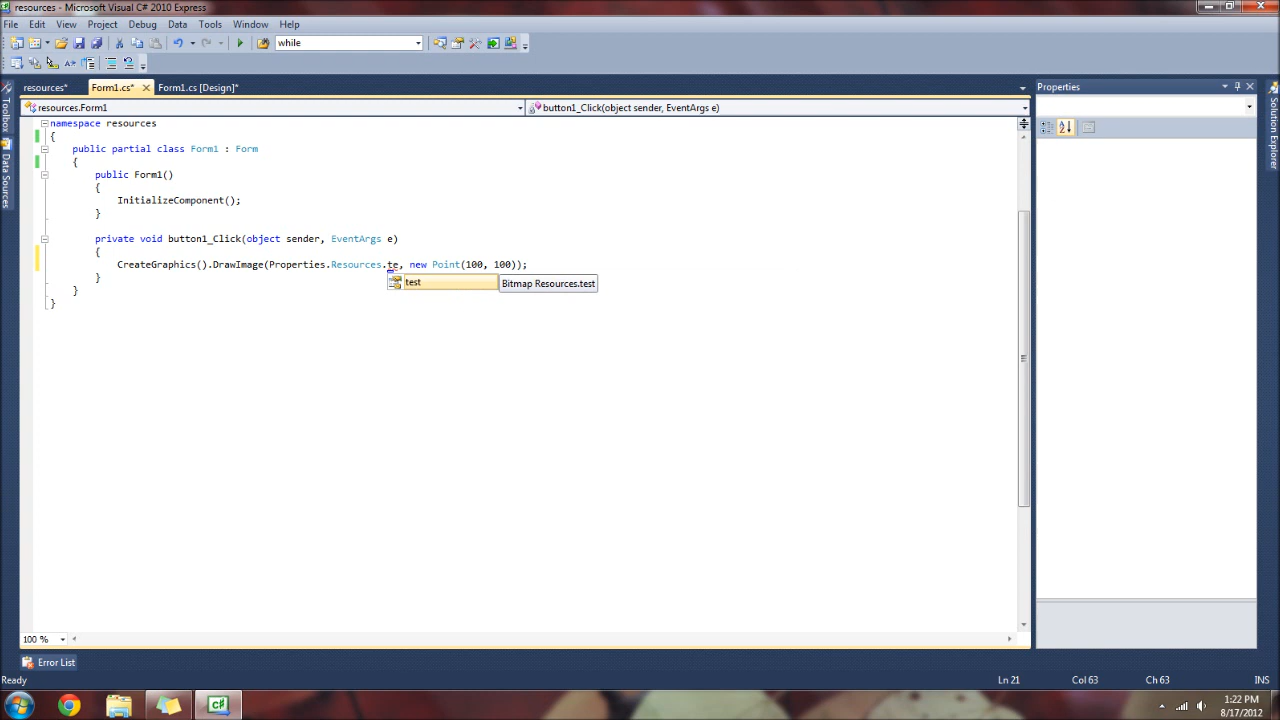 resources - Microsoft Visual C# 2010 Express
File Edit View Project Build Debug Data Tools Window Help
while
resources* Form1.cs* Form1.cs [Design]* Properties
resources.Form1 button1_Click(object sender, EventArgs e)
Toolbox
Data Sources
Solution Explorer
namespace resources
{
public partial class Form1 : Form
{
public Form1()
{
InitializeComponent();
}
private void button1_Click(object sender, EventArgs e)
{
CreateGraphics().DrawImage(Properties.Resources.te, new Point(100, 100));
test Bitmap Resources.test
}
}
}
100 %
Error List
Ready Ln 21 Col 63 Ch 63 INS
1:22 PM
8/17/2012